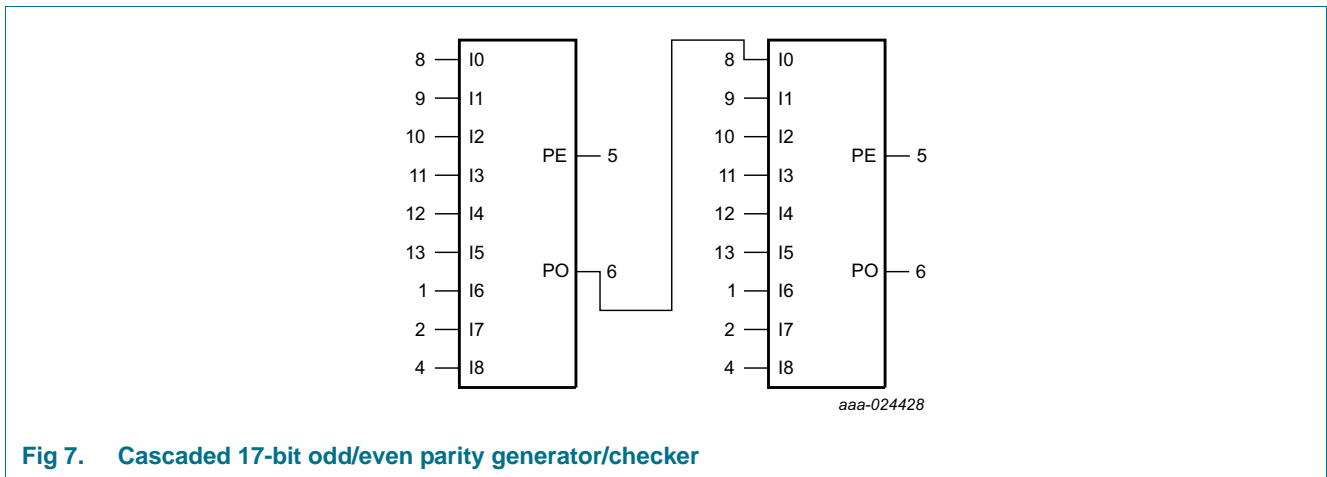 8 I0 8 I0
9 I1 9 I1
10 I2 10 I2
PE 5 PE 5
11 I3 11 I3
12 I4 12 I4
13 I5 13 I5
PO 6 PO 6
1 I6 1 I6
2 I7 2 I7
4 I8 4 I8
aaa-024428
Fig 7. Cascaded 17-bit odd/even parity generator/checker